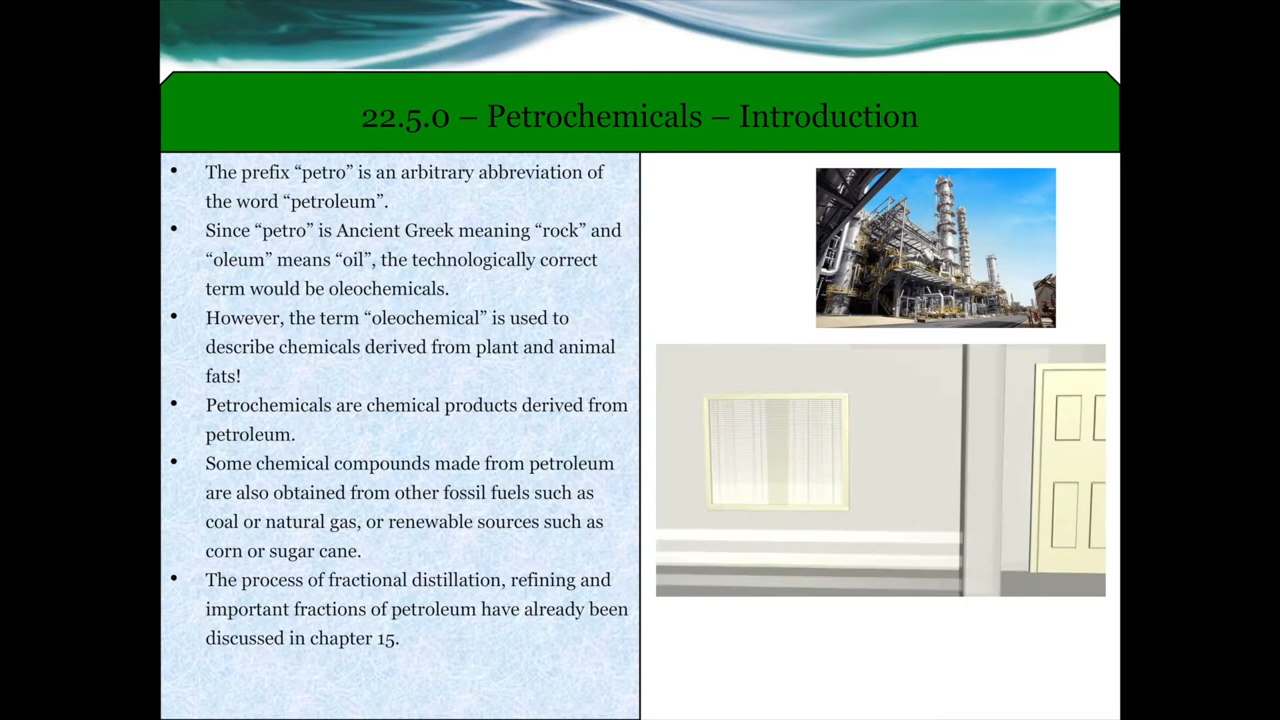 22.5.0 – Petrochemicals – Introduction
• The prefix “petro” is an arbitrary abbreviation of
the word “petroleum”.
• Since “petro” is Ancient Greek meaning “rock” and
“oleum” means “oil”, the technologically correct
term would be oleochemicals.
• However, the term “oleochemical” is used to
describe chemicals derived from plant and animal
fats!
• Petrochemicals are chemical products derived from
petroleum.
• Some chemical compounds made from petroleum
are also obtained from other fossil fuels such as
coal or natural gas, or renewable sources such as
corn or sugar cane.
• The process of fractional distillation, refining and
important fractions of petroleum have already been
discussed in chapter 15.